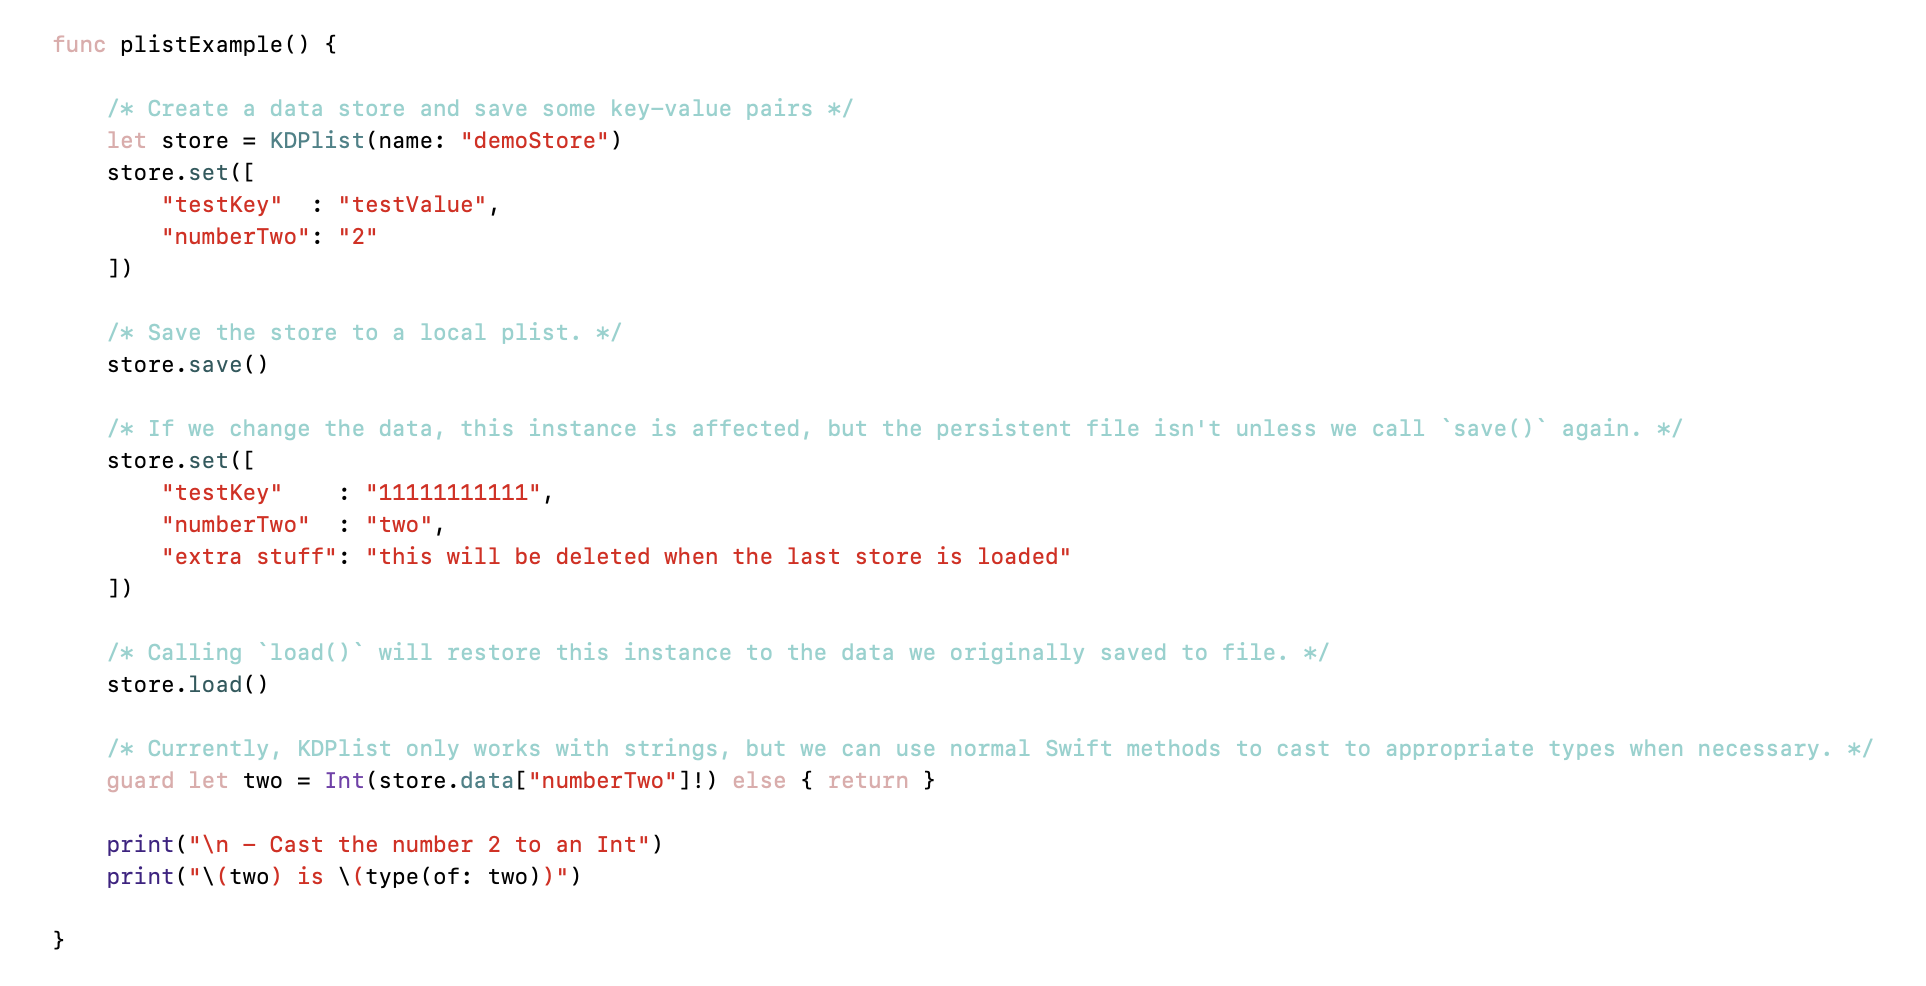 func plistExample() {
/* Create a data store and save some key-value pairs */
let store = KDPlist(name: "demoStore")
store.set([
"testKey"  : "testValue",
"numberTwo": "2"
])
/* Save the store to a local plist. */
store.save()
/* If we change the data, this instance is affected, but the persistent file isn't unless we call `save()` again. */
store.set([
"testKey"    : "11111111111",
"numberTwo"  : "two",
"extra stuff": "this will be deleted when the last store is loaded"
])
/* Calling `load()` will restore this instance to the data we originally saved to file. */
store.load()
/* Currently, KDPlist only works with strings, but we can use normal Swift methods to cast to appropriate types when necessary. */
guard let two = Int(store.data["numberTwo"]!) else { return }
print("\n - Cast the number 2 to an Int")
print("\(two) is \(type(of: two))")
}